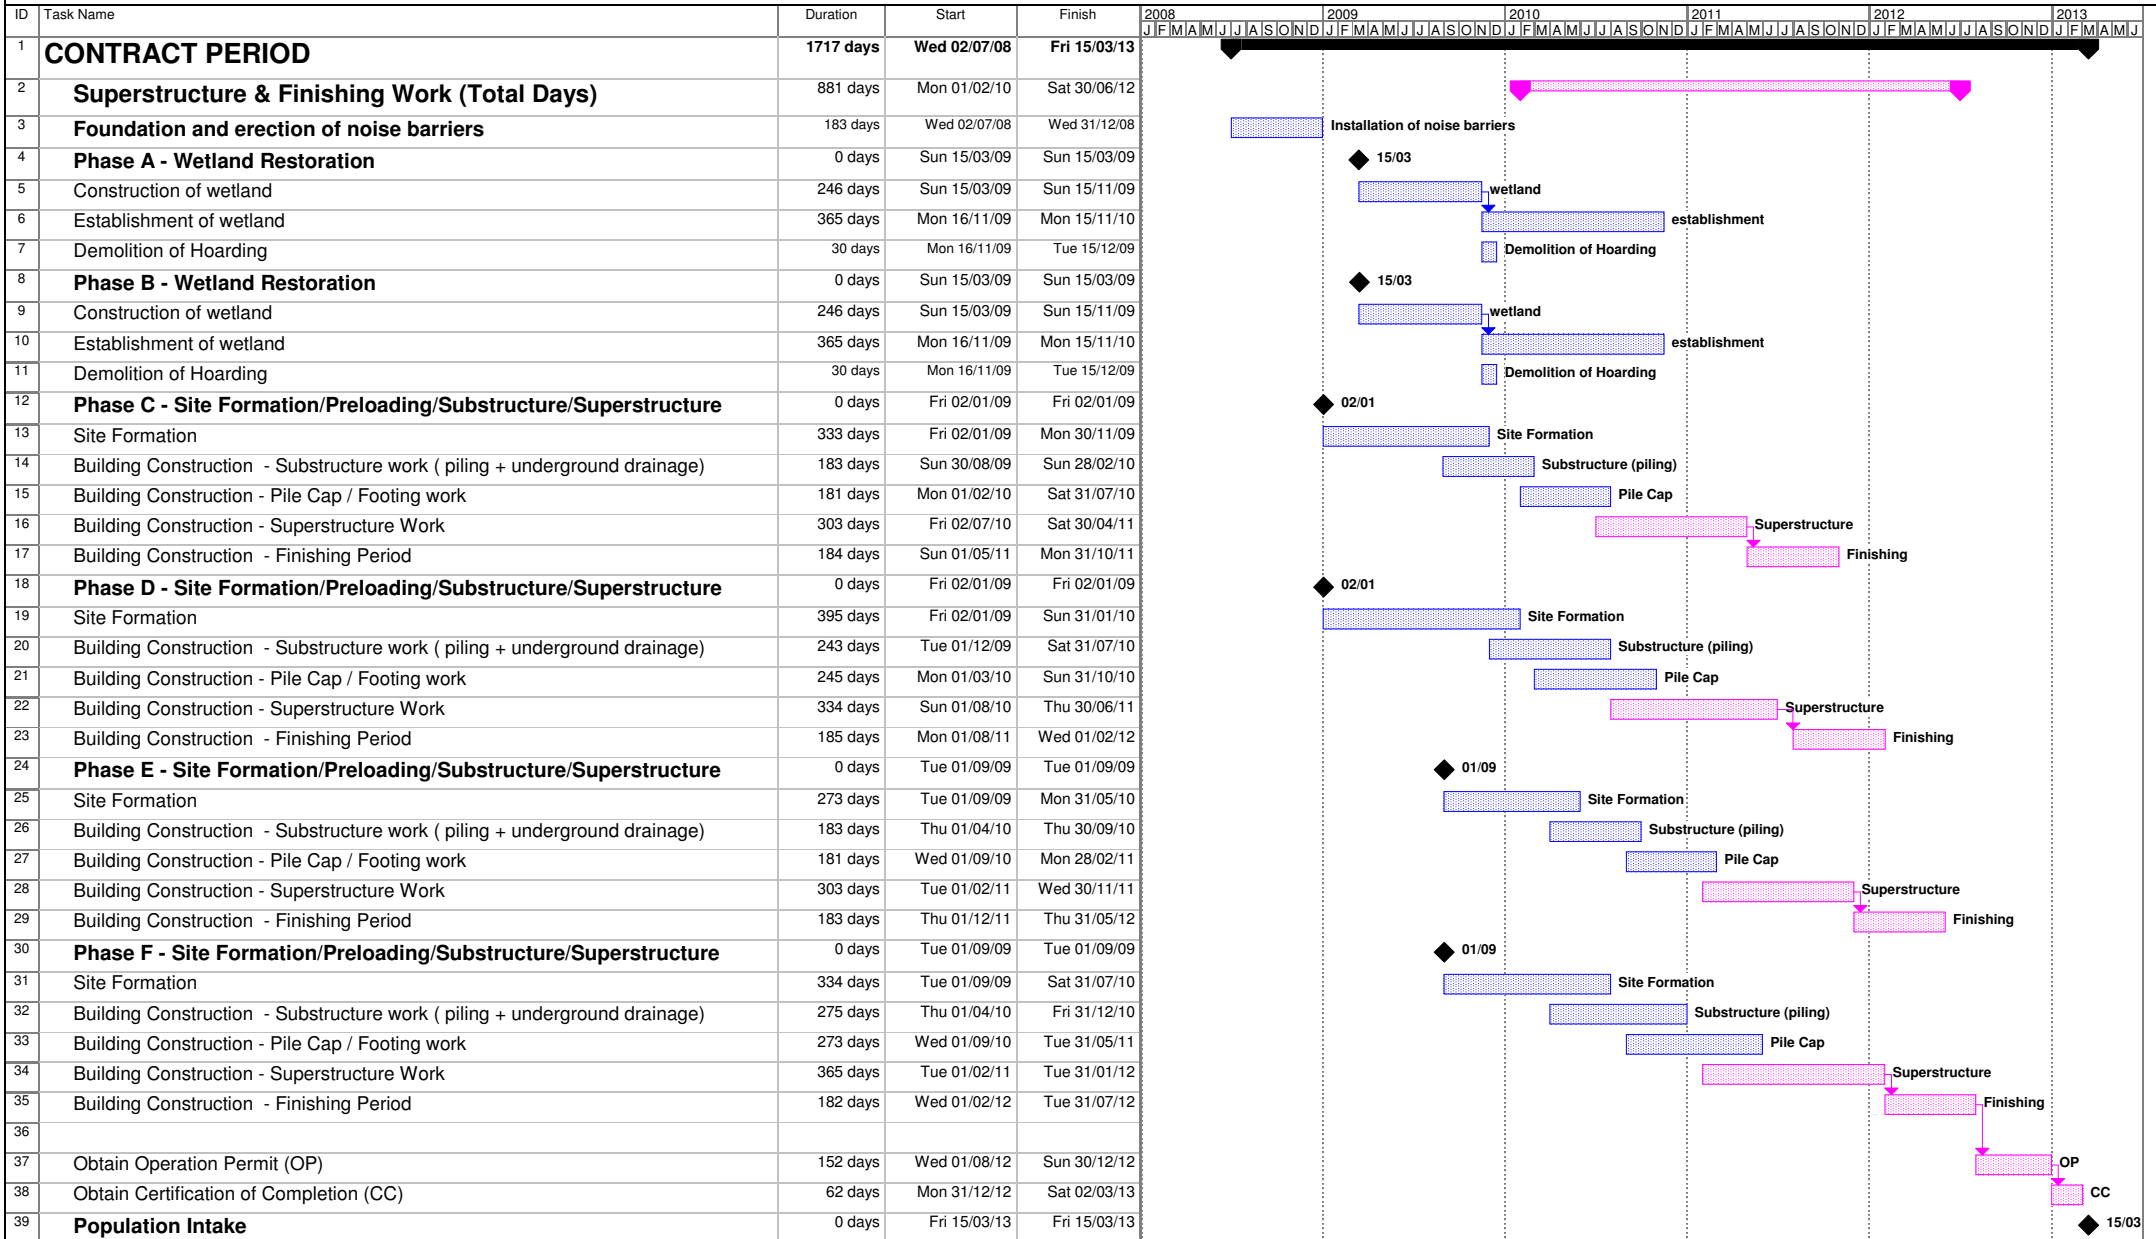 ID Task Name Duration Start Finish 2008 2009 2010 2011 2012 2013
J F M A M J J A S O N D J F M A M J J A S O N D J F M A M J J A S O N D J F M A M J J A S O N D J F M A M J J A S O N D J F M A M J
1 CONTRACT PERIOD 1717 days Wed 02/07/08 Fri 15/03/13
2 Superstructure & Finishing Work (Total Days) 881 days Mon 01/02/10 Sat 30/06/12
3 Foundation and erection of noise barriers 183 days Wed 02/07/08 Wed 31/12/08 Installation of noise barriers
4 Phase A - Wetland Restoration 0 days Sun 15/03/09 Sun 15/03/09 15/03
5 Construction of wetland 246 days Sun 15/03/09 Sun 15/11/09 wetland
6 Establishment of wetland 365 days Mon 16/11/09 Mon 15/11/10 establishment
7 Demolition of Hoarding 30 days Mon 16/11/09 Tue 15/12/09 Demolition of Hoarding
8 Phase B - Wetland Restoration 0 days Sun 15/03/09 Sun 15/03/09 15/03
9 Construction of wetland 246 days Sun 15/03/09 Sun 15/11/09 wetland
10 Establishment of wetland 365 days Mon 16/11/09 Mon 15/11/10 establishment
11 Demolition of Hoarding 30 days Mon 16/11/09 Tue 15/12/09 Demolition of Hoarding
12 Phase C - Site Formation/Preloading/Substructure/Superstructure 0 days Fri 02/01/09 Fri 02/01/09 02/01
13 Site Formation 333 days Fri 02/01/09 Mon 30/11/09 Site Formation
14 Building Construction - Substructure work ( piling + underground drainage) 183 days Sun 30/08/09 Sun 28/02/10 Substructure (piling)
15 Building Construction - Pile Cap / Footing work 181 days Mon 01/02/10 Sat 31/07/10 Pile Cap
16 Building Construction - Superstructure Work 303 days Fri 02/07/10 Sat 30/04/11 Superstructure
17 Building Construction - Finishing Period 184 days Sun 01/05/11 Mon 31/10/11 Finishing
18 Phase D - Site Formation/Preloading/Substructure/Superstructure 0 days Fri 02/01/09 Fri 02/01/09 02/01
19 Site Formation 395 days Fri 02/01/09 Sun 31/01/10 Site Formation
20 Building Construction - Substructure work ( piling + underground drainage) 243 days Tue 01/12/09 Sat 31/07/10 Substructure (piling)
21 Building Construction - Pile Cap / Footing work 245 days Mon 01/03/10 Sun 31/10/10 Pile Cap
22 Building Construction - Superstructure Work 334 days Sun 01/08/10 Thu 30/06/11 Superstructure
23 Building Construction - Finishing Period 185 days Mon 01/08/11 Wed 01/02/12 Finishing
24 Phase E - Site Formation/Preloading/Substructure/Superstructure 0 days Tue 01/09/09 Tue 01/09/09 01/09
25 Site Formation 273 days Tue 01/09/09 Mon 31/05/10 Site Formation
26 Building Construction - Substructure work ( piling + underground drainage) 183 days Thu 01/04/10 Thu 30/09/10 Substructure (piling)
27 Building Construction - Pile Cap / Footing work 181 days Wed 01/09/10 Mon 28/02/11 Pile Cap
28 Building Construction - Superstructure Work 303 days Tue 01/02/11 Wed 30/11/11 Superstructure
29 Building Construction - Finishing Period 183 days Thu 01/12/11 Thu 31/05/12 Finishing
30 Phase F - Site Formation/Preloading/Substructure/Superstructure 0 days Tue 01/09/09 Tue 01/09/09 01/09
31 Site Formation 334 days Tue 01/09/09 Sat 31/07/10 Site Formation
32 Building Construction - Substructure work ( piling + underground drainage) 275 days Thu 01/04/10 Fri 31/12/10 Substructure (piling)
33 Building Construction - Pile Cap / Footing work 273 days Wed 01/09/10 Tue 31/05/11 Pile Cap
34 Building Construction - Superstructure Work 365 days Tue 01/02/11 Tue 31/01/12 Superstructure
35 Building Construction - Finishing Period 182 days Wed 01/02/12 Tue 31/07/12 Finishing
36
37 Obtain Operation Permit (OP) 152 days Wed 01/08/12 Sun 30/12/12 OP
38 Obtain Certification of Completion (CC) 62 days Mon 31/12/12 Sat 02/03/13 CC
39 Population Intake 0 days Fri 15/03/13 Fri 15/03/13 15/03